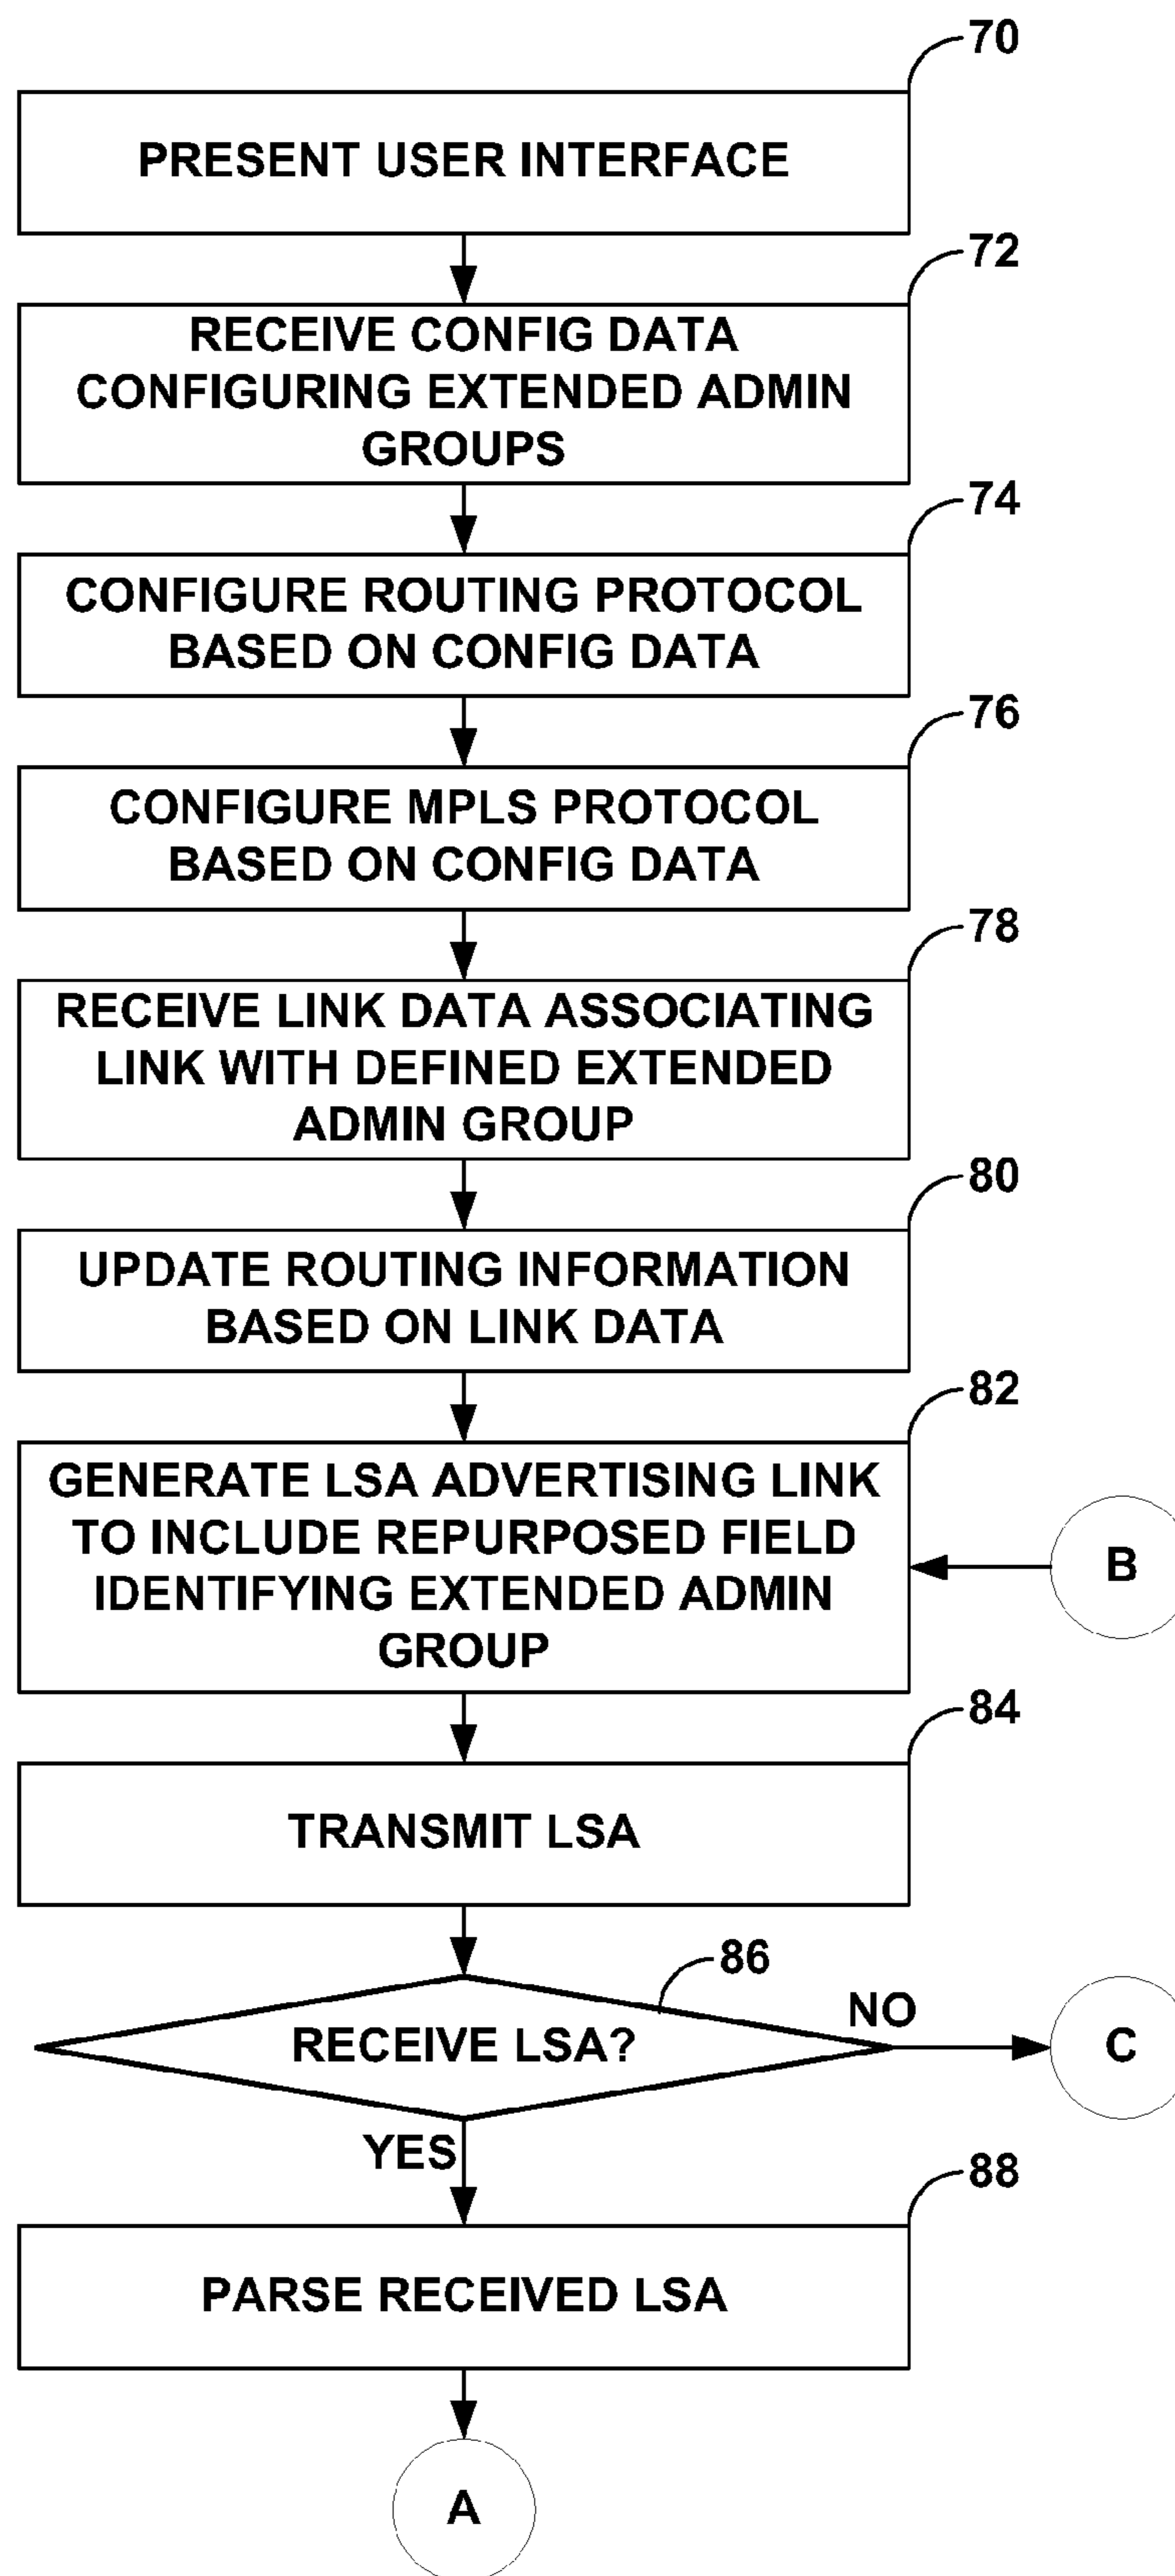 70
PRESENT USER INTERFACE
72
RECEIVE CONFIG DATA
CONFIGURING EXTENDED ADMIN
GROUPS
74
CONFIGURE ROUTING PROTOCOL
BASED ON CONFIG DATA
76
CONFIGURE MPLS PROTOCOL
BASED ON CONFIG DATA
78
RECEIVE LINK DATA ASSOCIATING
LINK WITH DEFINED EXTENDED
ADMIN GROUP
80
UPDATE ROUTING INFORMATION
BASED ON LINK DATA
82
GENERATE LSA ADVERTISING LINK
TO INCLUDE REPURPOSED FIELD
IDENTIFYING EXTENDED ADMIN
GROUP
B
84
TRANSMIT LSA
86
RECEIVE LSA?
NO
C
YES
88
PARSE RECEIVED LSA
A